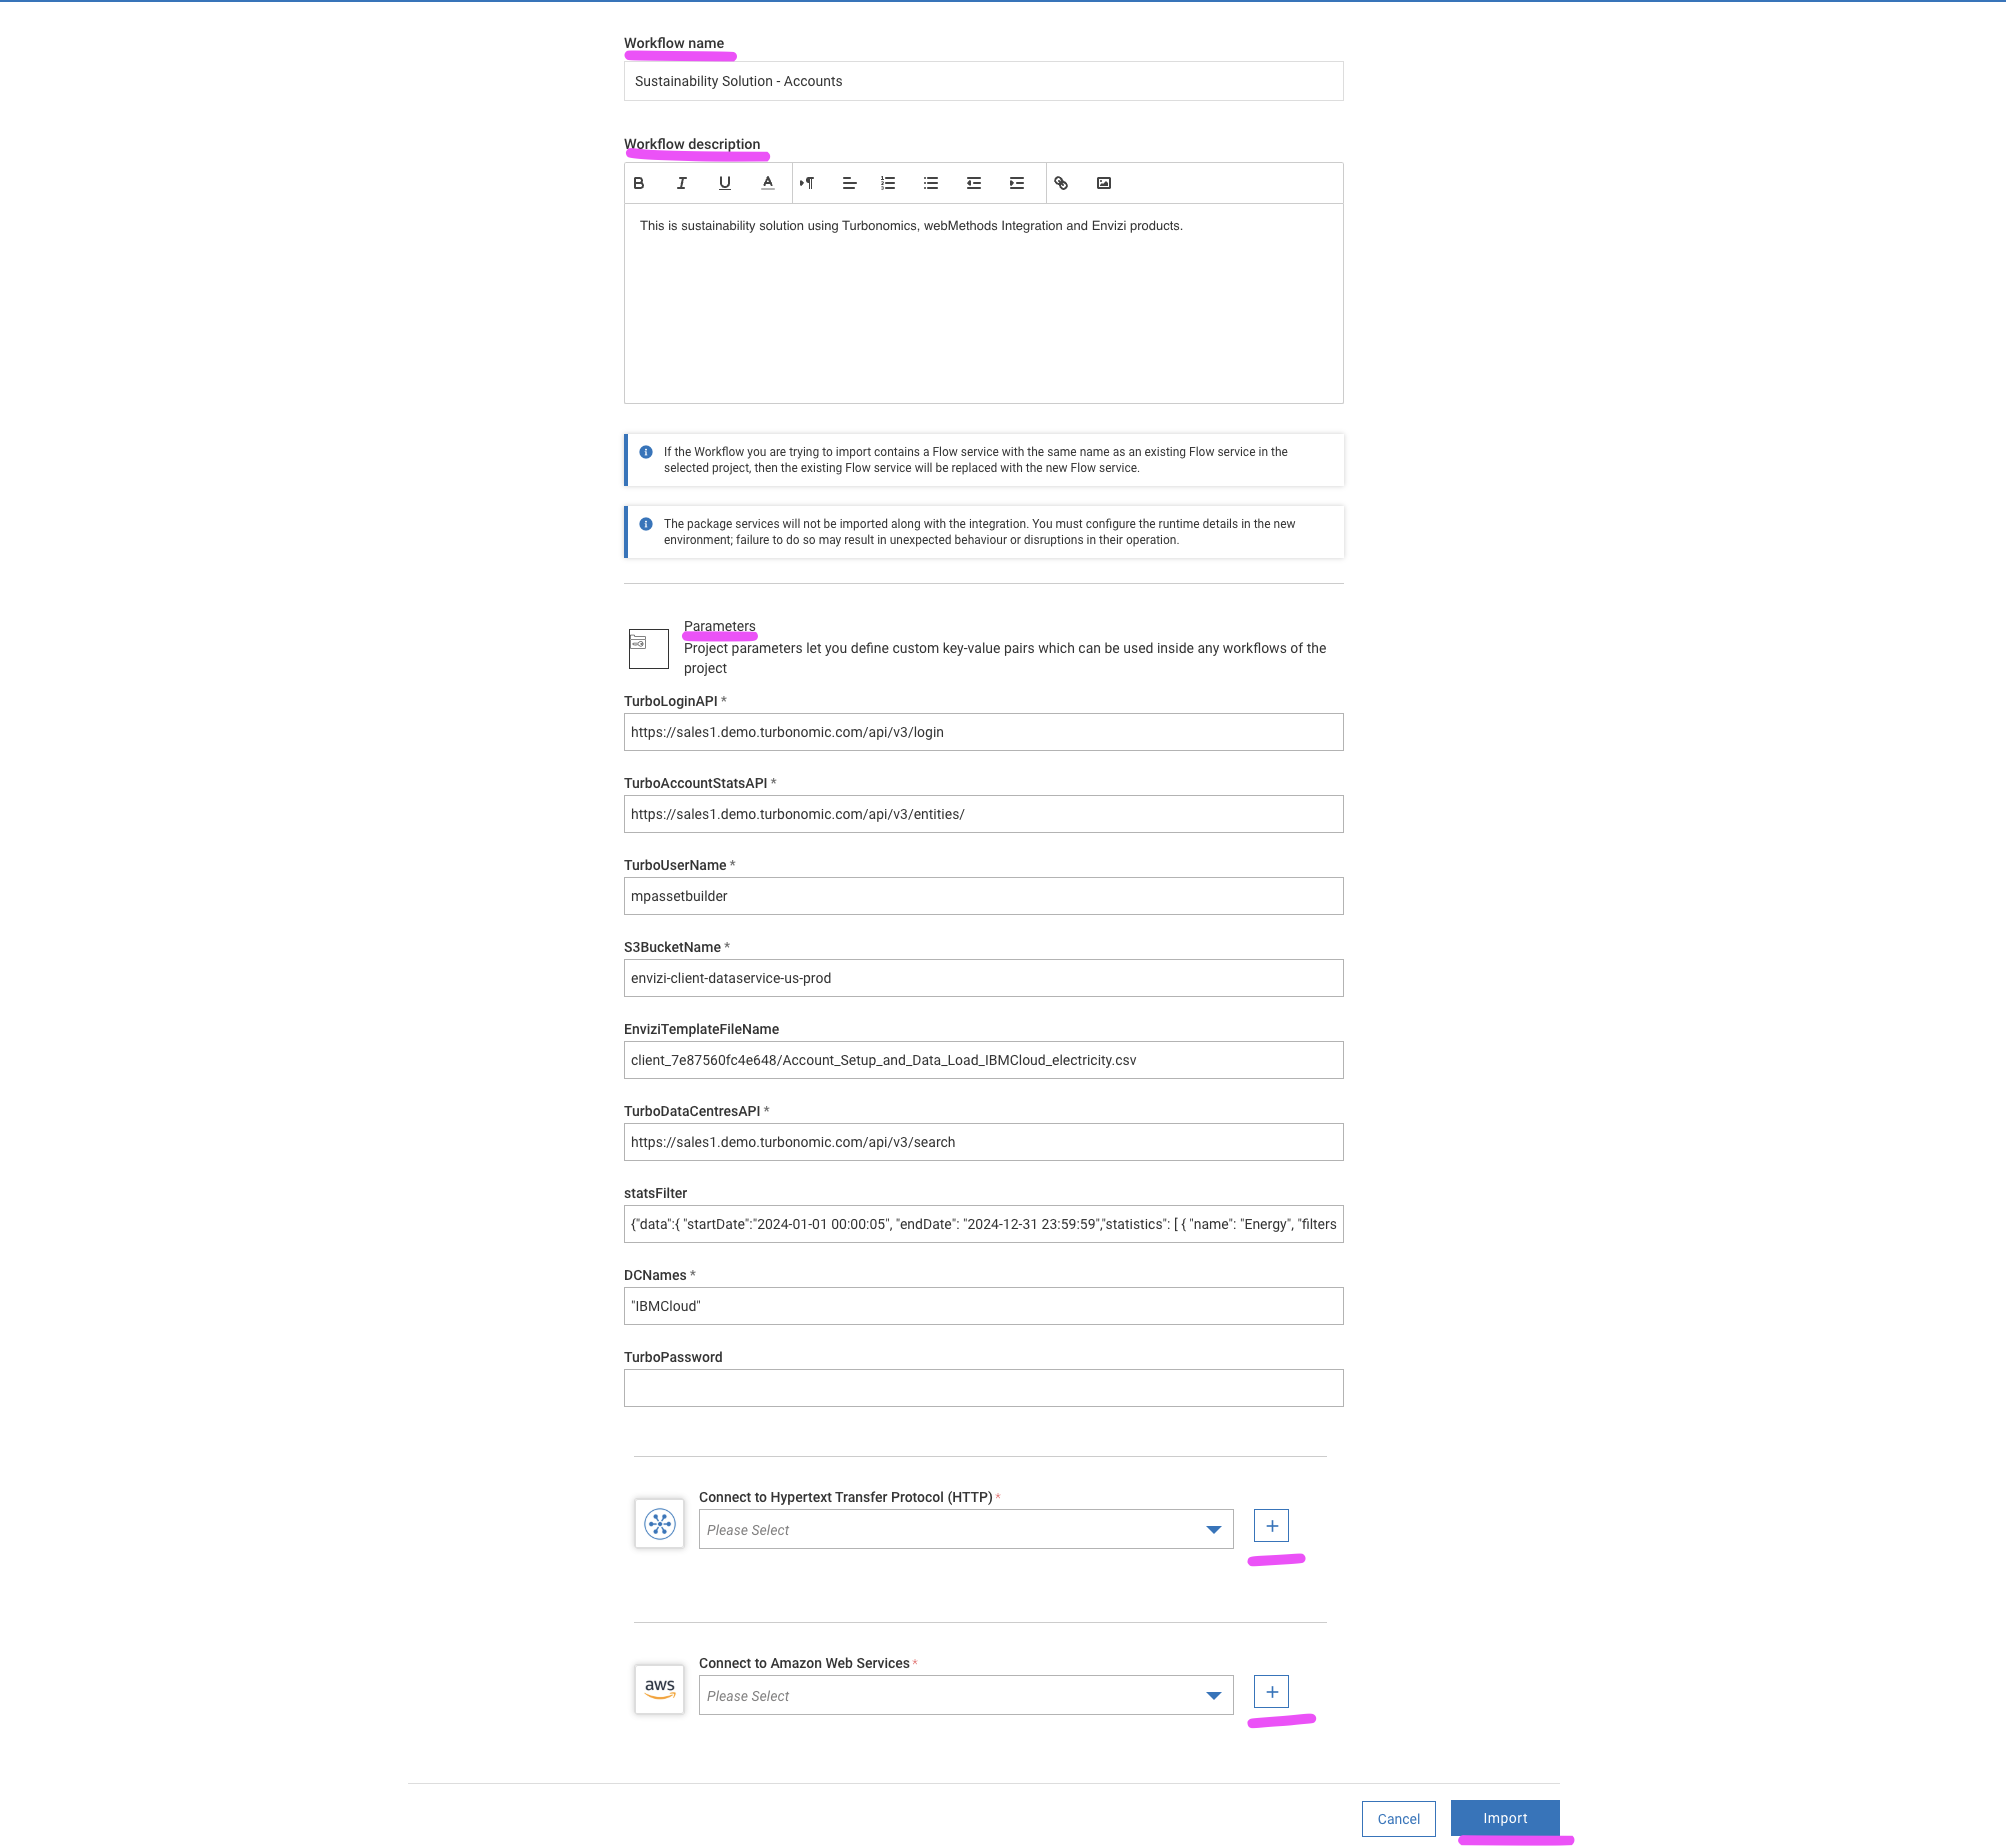 Workflow name
Sustainability Solution - Accounts
Workflow description
B I U A
This is sustainability solution using Turbonomics, webMethods Integration and Envizi products.
If the Workflow you are trying to import contains a Flow service with the same name as an existing Flow service in the
selected project, then the existing Flow service will be replaced with the new Flow service.
The package services will not be imported along with the integration. You must configure the runtime details in the new
environment; failure to do so may result in unexpected behaviour or disruptions in their operation.
Parameters
Project parameters let you define custom key-value pairs which can be used inside any workflows of the
project
TurboLoginAPI *
https://sales1.demo.turbonomic.com/api/v3/login
TurboAccountStatsAPI *
https://sales1.demo.turbonomic.com/api/v3/entities/
TurboUserName *
mpassetbuilder
S3BucketName *
envizi-client-dataservice-us-prod
EnviziTemplateFileName
client_7e87560fc4e648/Account_Setup_and_Data_Load_IBMCloud_electricity.csv
TurboDataCentresAPI *
https://sales1.demo.turbonomic.com/api/v3/search
statsFilter
{"data":{ "startDate":"2024-01-01 00:00:05", "endDate": "2024-12-31 23:59:59","statistics": [ { "name": "Energy", "filters
DCNames *
"IBMCloud"
TurboPassword
Connect to Hypertext Transfer Protocol (HTTP) *
Please Select
+
Connect to Amazon Web Services *
aws
Please Select
+
Cancel
Import